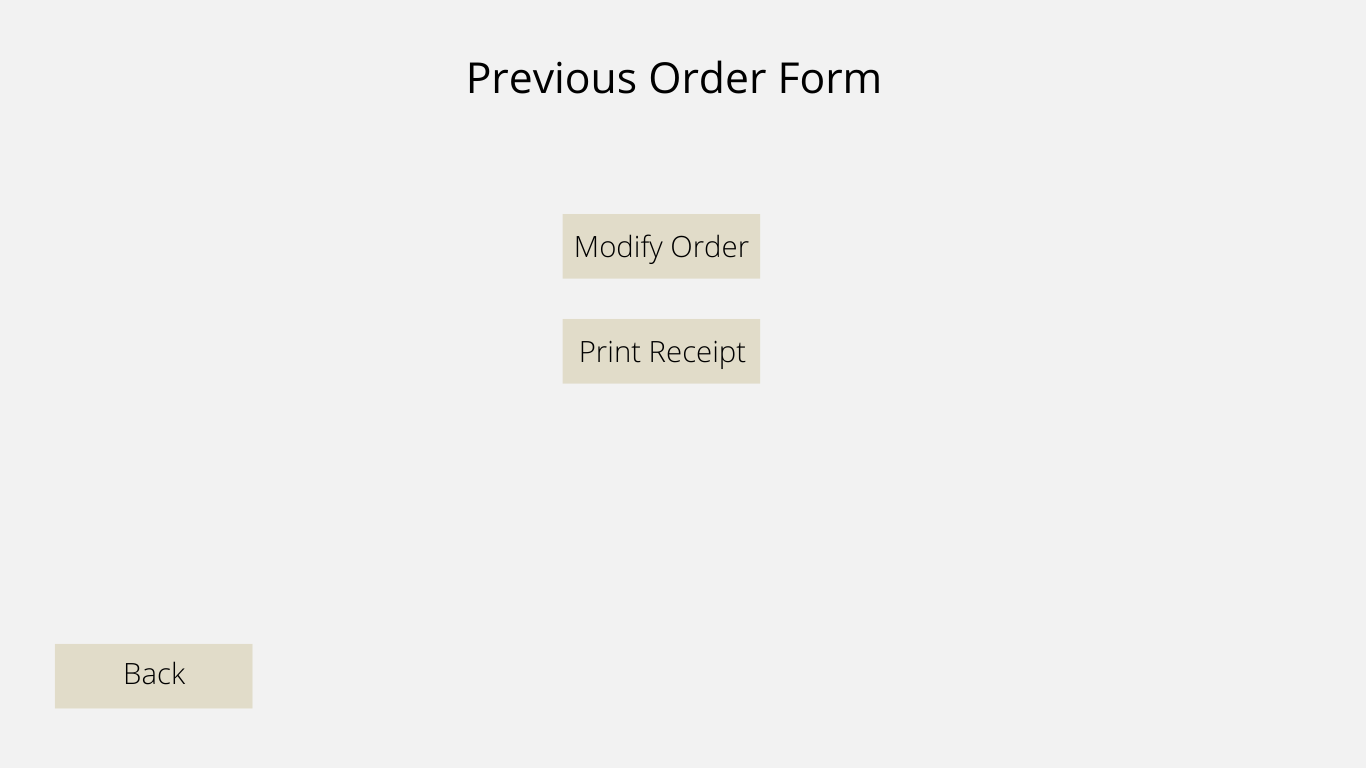 Previous Order Form
Modify Order
Print Receipt
Back